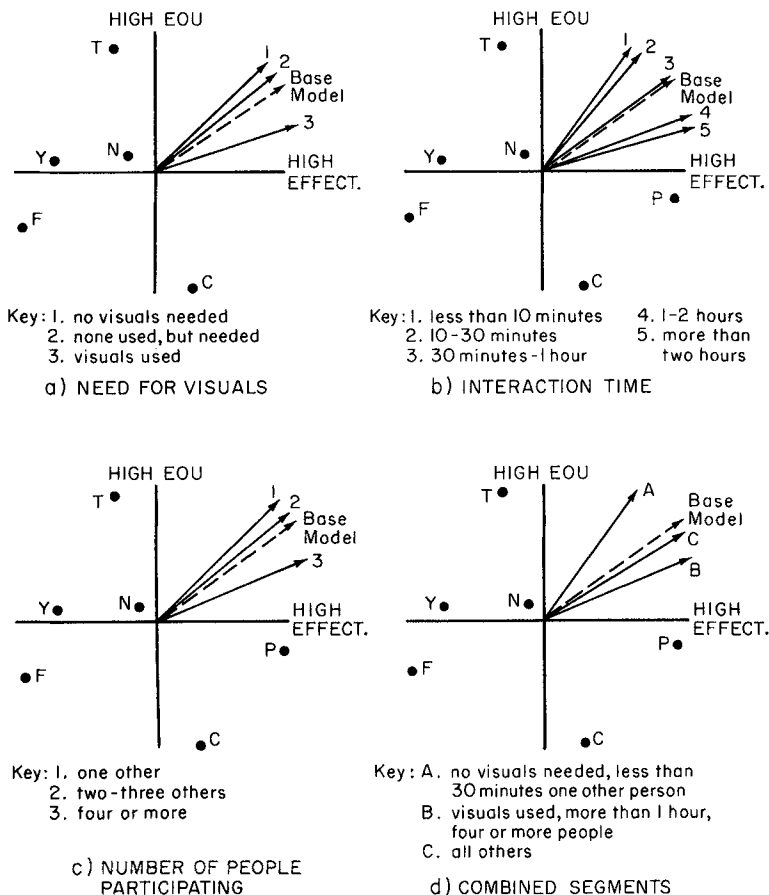 HIGH EOU
T
1
2
Base
Model
3
Y
N
HIGH
EFFECT.
F
C
Key: 1. no visuals needed
2. none used, but needed
3. visuals used
a) NEED FOR VISUALS
HIGH EOU
T
1
2
3
Base
Model
4
5
Y
N
HIGH
EFFECT.
P
F
C
Key: 1. less than 10 minutes
2. 10-30 minutes
3. 30 minutes-1 hour
4. 1-2 hours
5. more than
two hours
b) INTERACTION TIME
HIGH EOU
T
1
2
Base
Model
3
Y
N
HIGH
EFFECT.
P
F
C
Key: 1. one other
2. two-three others
3. four or more
c) NUMBER OF PEOPLE
PARTICIPATING
HIGH EOU
T
A
Base
Model
C
B
Y
N
HIGH
EFFECT.
P
F
C
Key: A. no visuals needed, less than
30 minutes one other person
B. visuals used, more than 1 hour,
four or more people
C. all others
d) COMBINED SEGMENTS